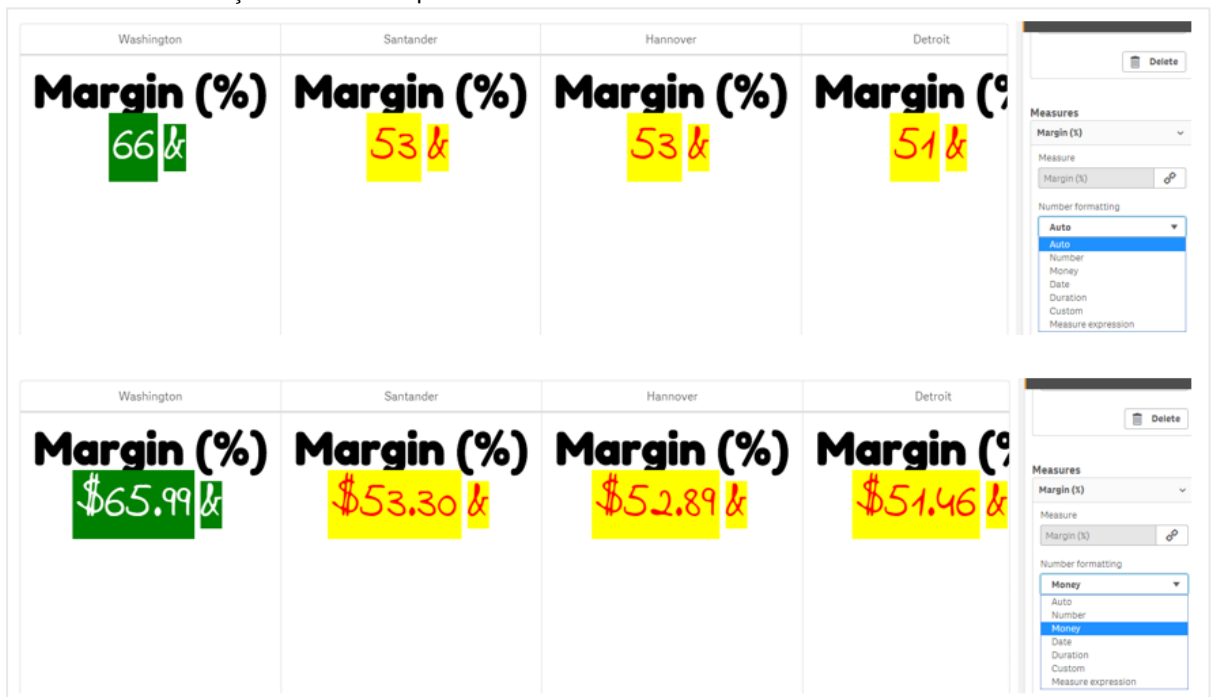 Washington Santander Hannover Detroit
Delete
Margin (%) Margin (%) Margin (%) Margin (%
66 & 53 & 53 & 51 &
Measures
Margin (%)
Measure
Margin (%)
Number formatting
Auto
Auto
Number
Money
Date
Duration
Custom
Measure expression
Washington Santander Hannover Detroit
Delete
Margin (%) Margin (%) Margin (%) Margin (%
$65.99 & $53.30 & $52.89 & $51.46 &
Measures
Margin (%)
Measure
Margin (%)
Number formatting
Money
Auto
Number
Money
Date
Duration
Custom
Measure expression